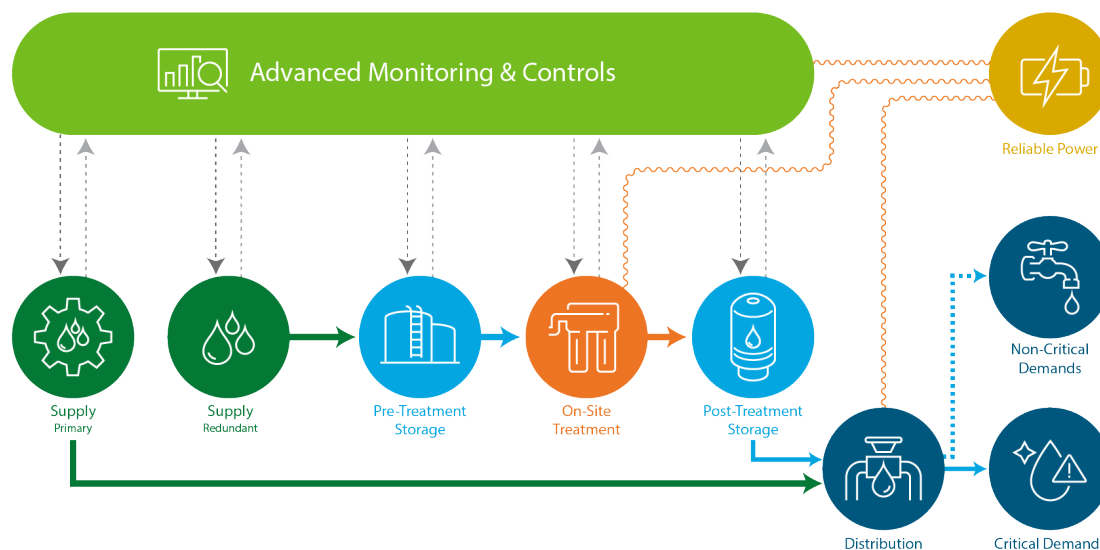 Advanced Monitoring & Controls
Reliable Power
Supply
Primary
Supply
Redundant
Pre-Treatment
Storage
On-Site
Treatment
Post-Treatment
Storage
Non-Critical
Demands
Distribution
Critical Demand